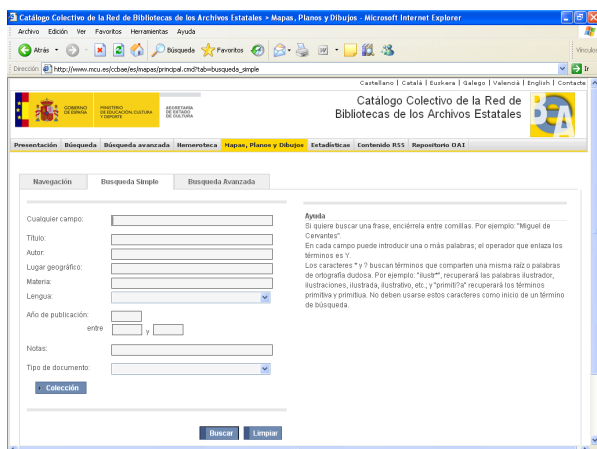 Catálogo Colectivo de la Red de Bibliotecas de los Archivos Estatales > Mapas, Planos y Dibujos - Microsoft Internet Explorer
Archivo Edición Ver Favoritos Herramientas Ayuda
Atrás Búsqueda Favoritos Vínculos
Dirección http://www.mcu.es/ccbae/es/mapas/principal.cmd?tab=busqueda_simple Ir
Castellano | Català | Euskera | Galego | Valencià | English | Contacte
GOBIERNO DE ESPAÑA
MINISTERIO DE EDUCACIÓN, CULTURA Y DEPORTE
SECRETARÍA DE ESTADO DE CULTURA
Catálogo Colectivo de la Red de
Bibliotecas de los Archivos Estatales
BCA
Presentación Búsqueda Búsqueda avanzada Hemeroteca Mapas, Planos y Dibujos Estadísticas Contenido RSS Repositorio OAI
Navegación Busqueda Simple Busqueda Avanzada
Cualquier campo:
Título:
Autor:
Lugar geográfico:
Materia:
Lengua:
Año de publicación:
entre y
Notas:
Tipo de documento:
Colección
Buscar Limpiar
Ayuda
Si quiere buscar una frase, enciérrela entre comillas. Por ejemplo: "Miguel de
Cervantes".
En cada campo puede introducir una o más palabras; el operador que enlaza los
términos es Y.
Los caracteres * y ? buscan términos que comparten una misma raíz o palabras
de ortografía dudosa. Por ejemplo: "ilustr*", recuperará las palabras ilustrador,
ilustraciones, ilustrada, ilustrativo, etc.; y "primiti?a" recuperará los términos
primitiva y primitiua. No deben usarse estos caracteres como inicio de un término
de búsqueda.